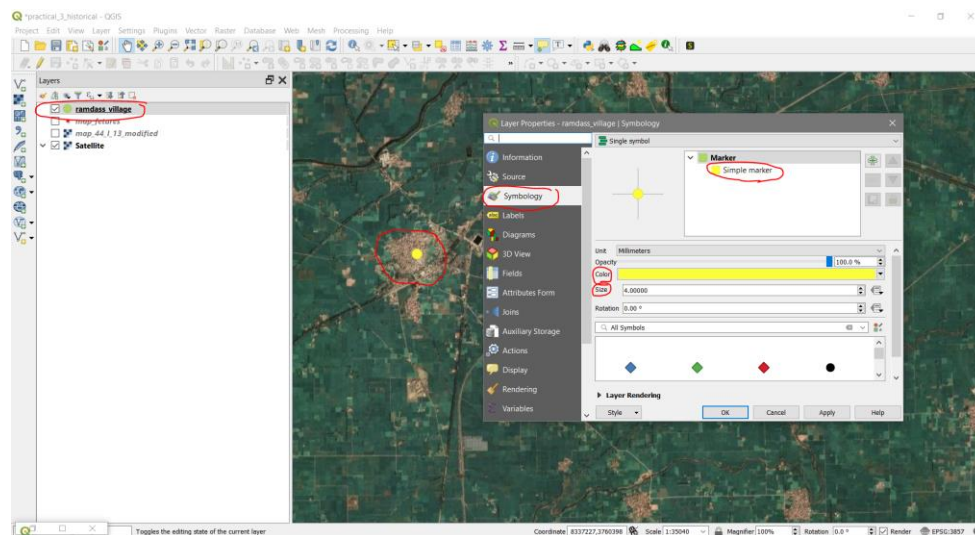 *practical_3_historical - QGIS
Project Edit View Layer Settings Plugins Vector Raster Database Web Mesh Processing Help
Layers
ramdass_village
map_fetures
map_44_I_13_modified
Satellite
Layer Properties - ramdass_village | Symbology
Single symbol
Information
Source
Symbology
Labels
Diagrams
3D View
Fields
Attributes Form
Joins
Auxiliary Storage
Actions
Display
Rendering
Variables
Marker
Simple marker
Unit Millimeters
Opacity 100.0 %
Color
Size 4.00000
Rotation 0.00 °
All Symbols
Layer Rendering
Style OK Cancel Apply Help
Toggles the editing state of the current layer Coordinate 8337227,3760398 Scale 1:35040 Magnifier 100% Rotation 0.0 ° Render EPSG:3857